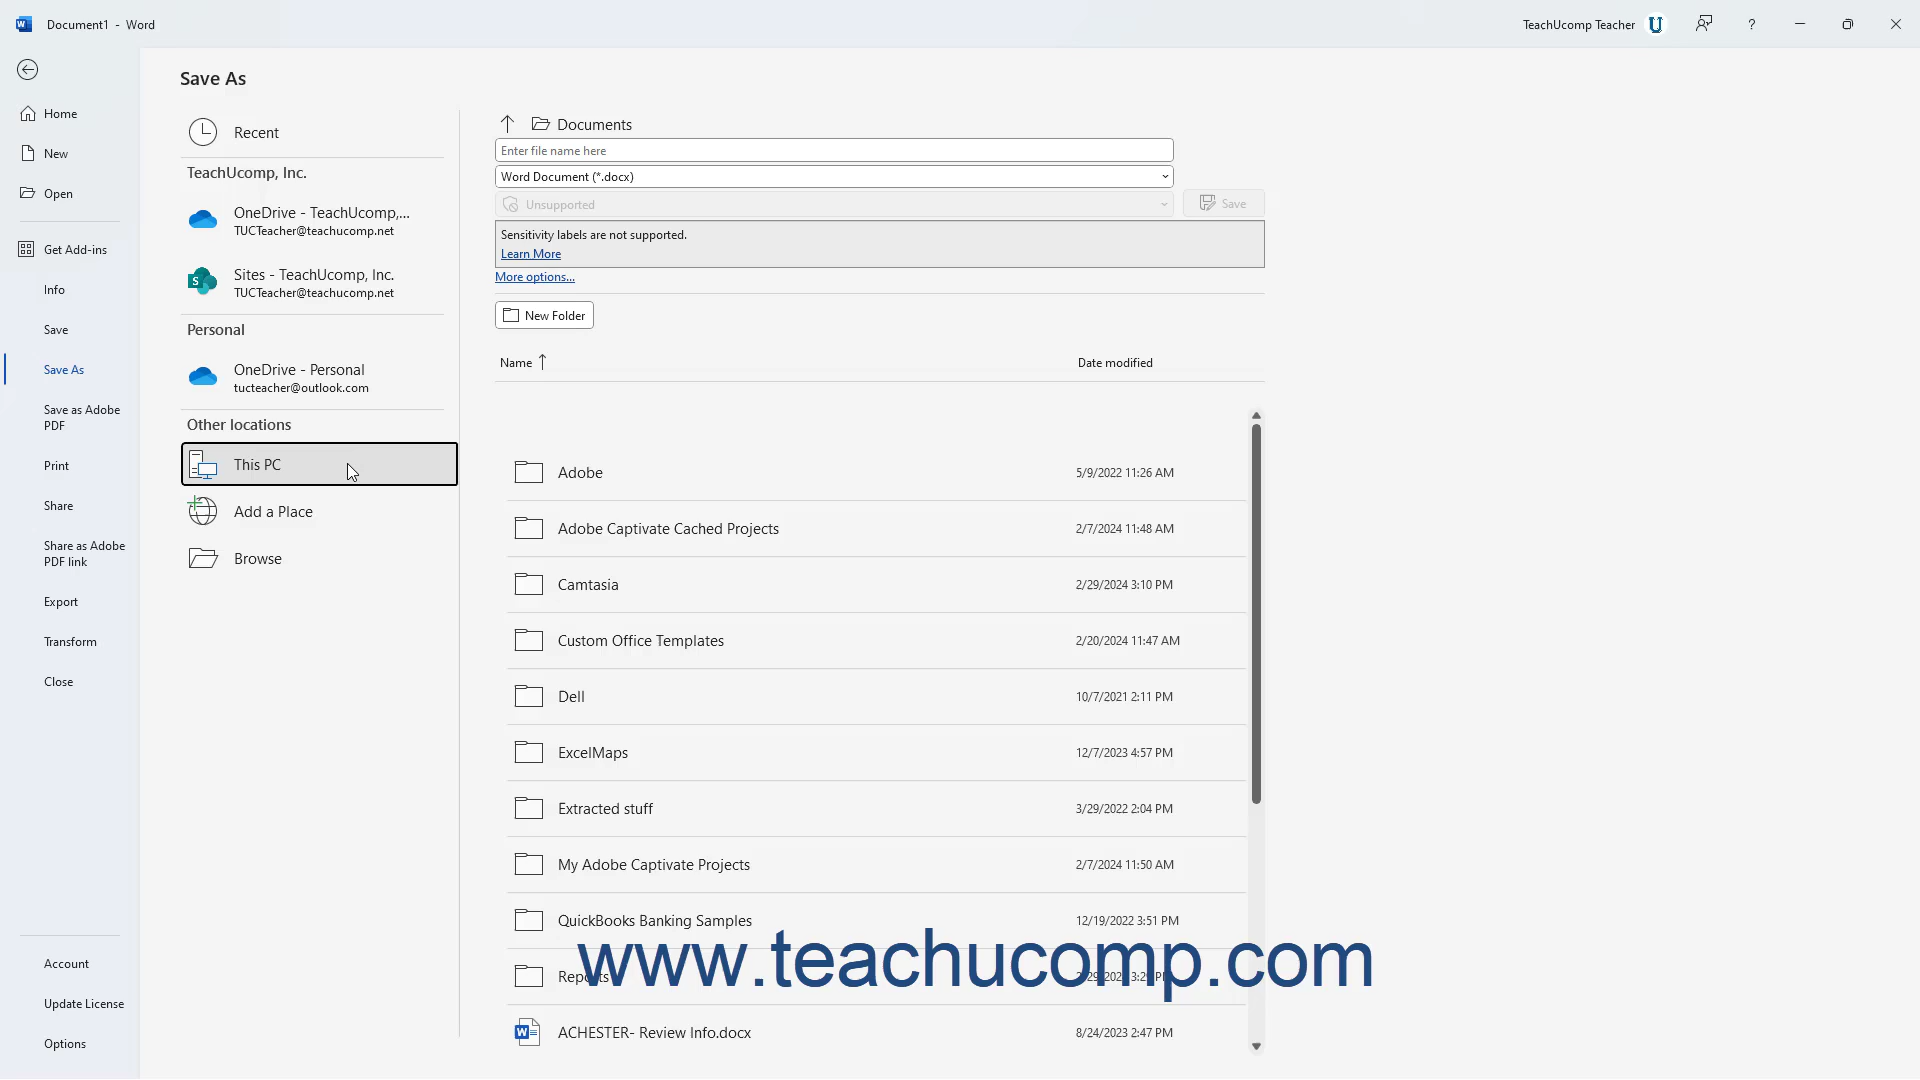 Document1 - Word
TeachUcomp Teacher
?
Save As
Home
New
Open
Get Add-ins
Info
Save
Save As
Save as Adobe
PDF
Print
Share
Share as Adobe
PDF link
Export
Transform
Close
Account
Update License
Options
Recent
TeachUcomp, Inc.
OneDrive - TeachUcomp,...
TUCTeacher@teachucomp.net
Sites - TeachUcomp, Inc.
TUCTeacher@teachucomp.net
Personal
OneDrive - Personal
tucteacher@outlook.com
Other locations
This PC
Add a Place
Browse
Documents
Enter file name here
Word Document (*.docx)
Unsupported
Save
Sensitivity labels are not supported.
Learn More
More options...
New Folder
Name Date modified
Adobe 5/9/2022 11:26 AM
Adobe Captivate Cached Projects 2/7/2024 11:48 AM
Camtasia 2/29/2024 3:10 PM
Custom Office Templates 2/20/2024 11:47 AM
Dell 10/7/2021 2:11 PM
ExcelMaps 12/7/2023 4:57 PM
Extracted stuff 3/29/2022 2:04 PM
My Adobe Captivate Projects 2/7/2024 11:50 AM
QuickBooks Banking Samples 12/19/2022 3:51 PM
Reports
www.teachucomp.com
ACHESTER- Review Info.docx 8/24/2023 2:47 PM